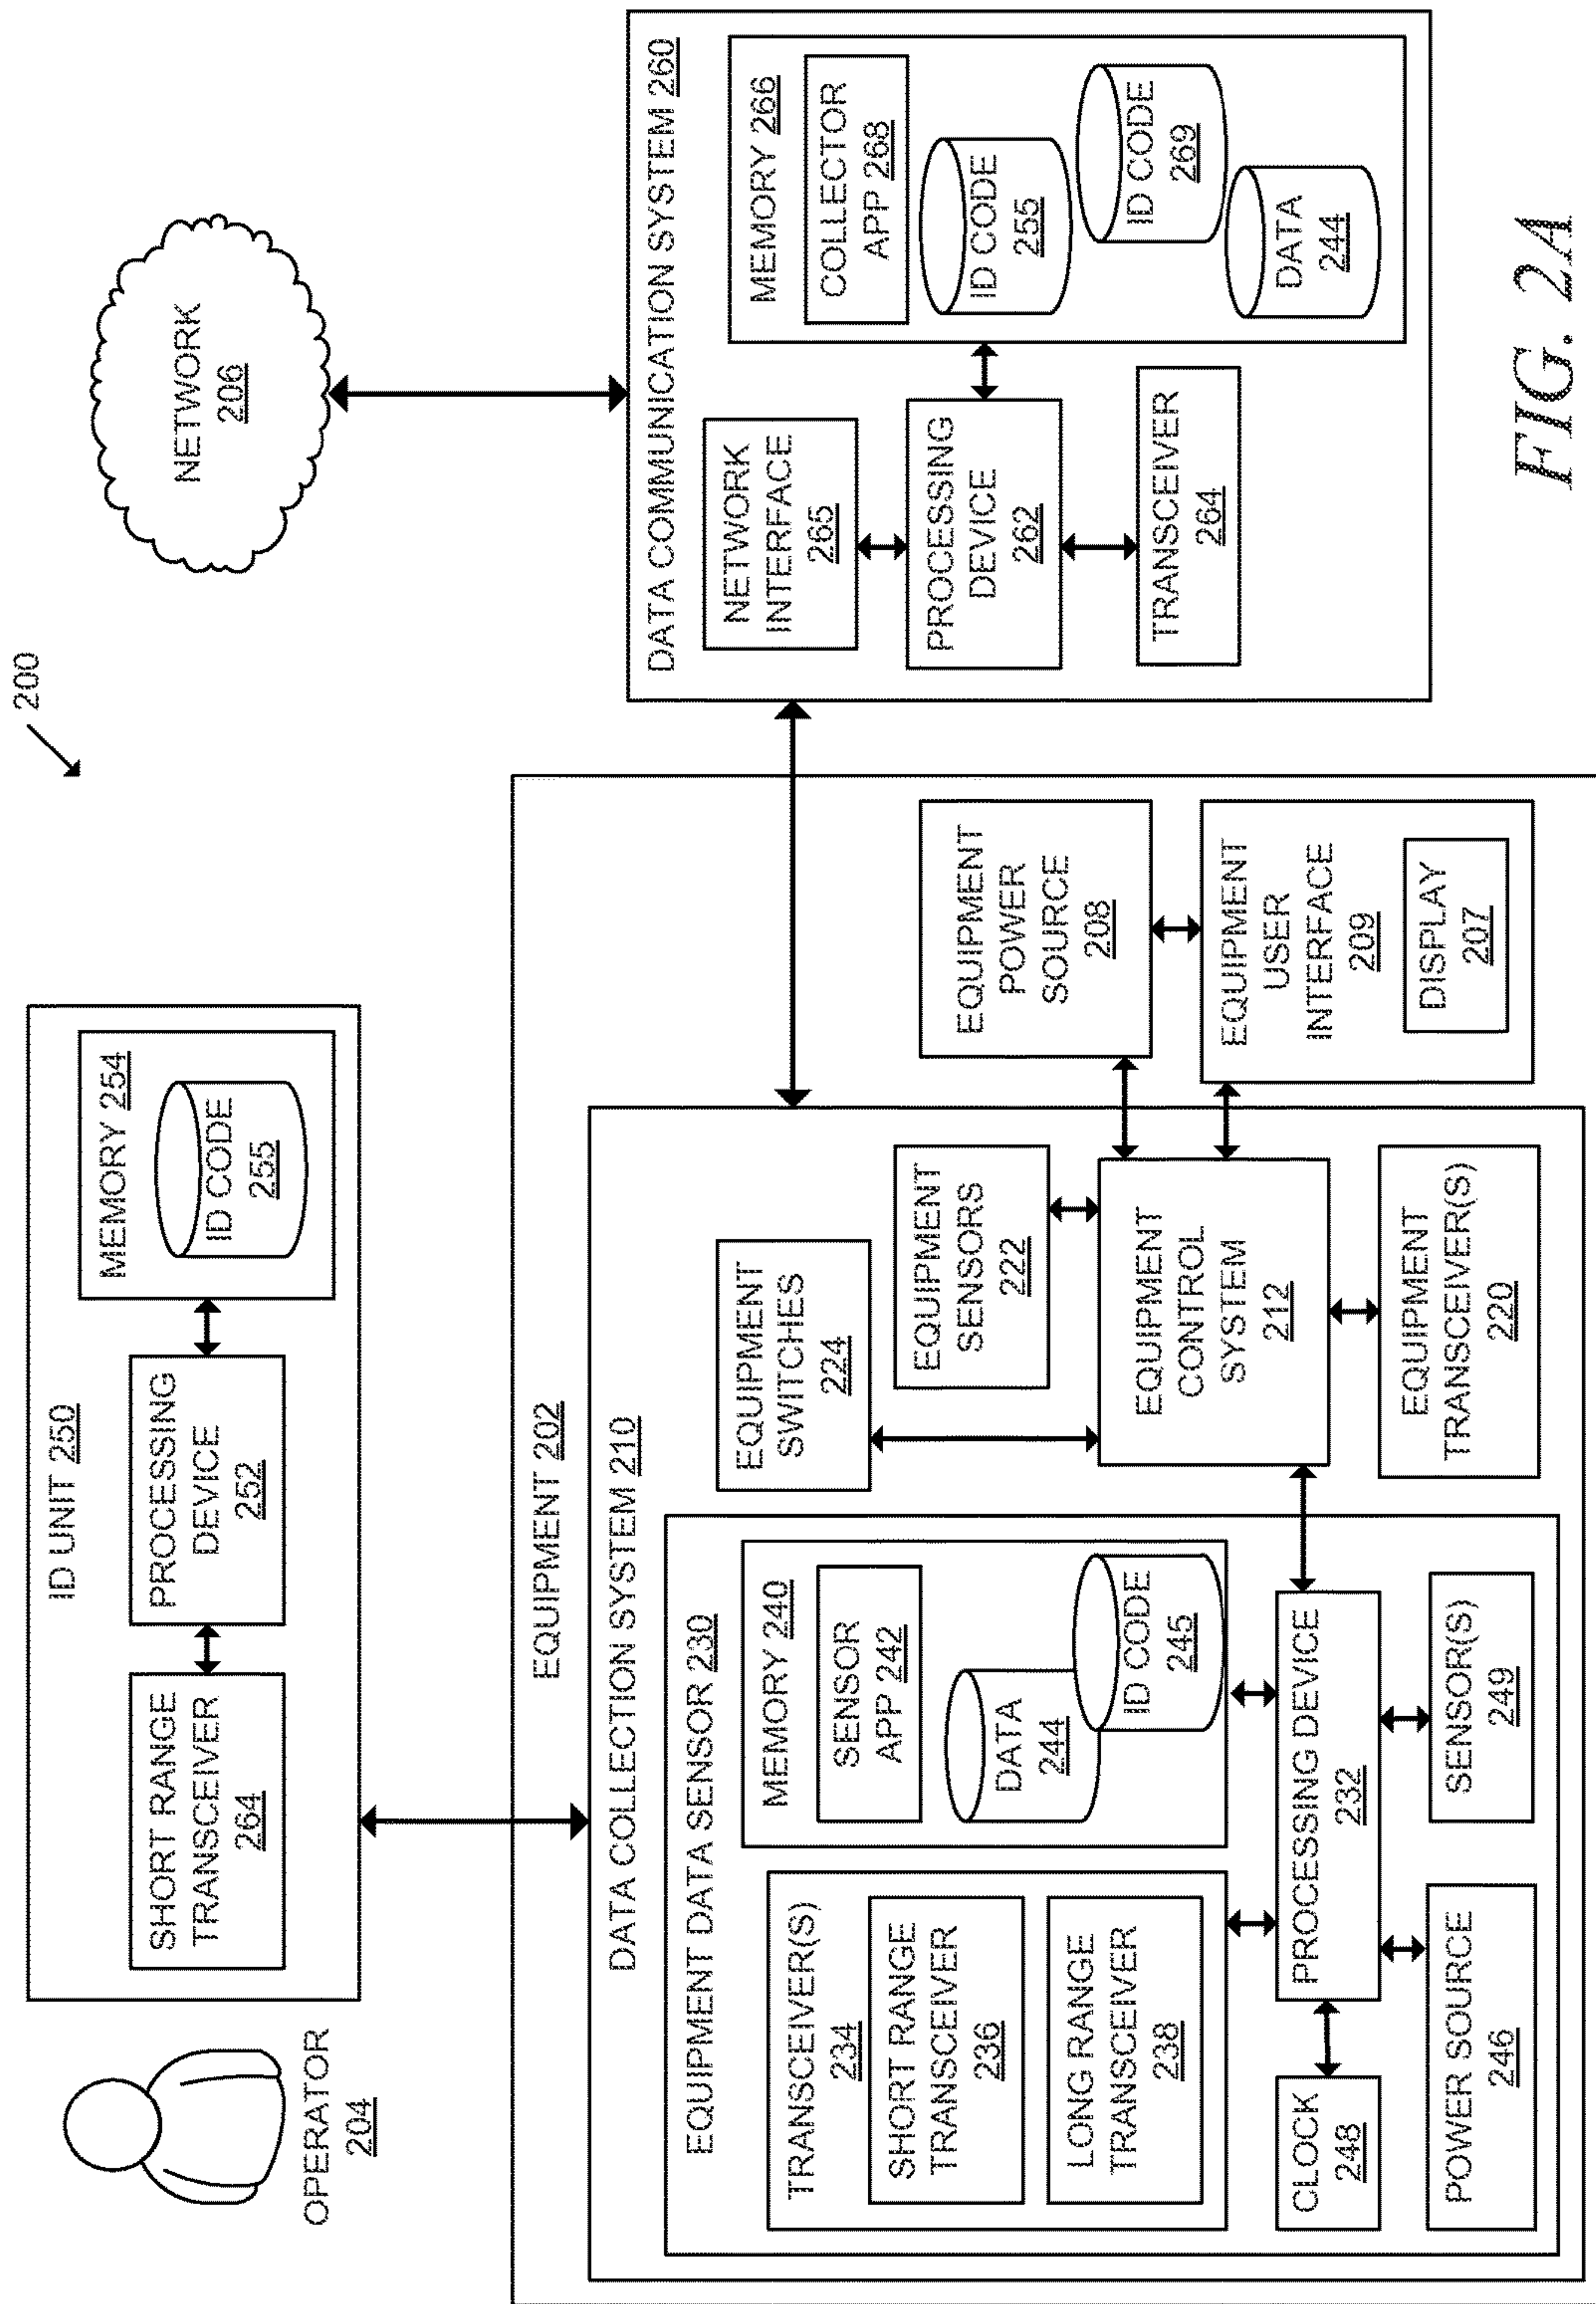 200
OPERATOR
204
ID UNIT 250
SHORT RANGE
TRANSCEIVER
264
PROCESSING
DEVICE
252
MEMORY 254
ID CODE
255
NETWORK
206
EQUIPMENT 202
DATA COLLECTION SYSTEM 210
EQUIPMENT DATA SENSOR 230
TRANSCEIVER(S)
234
SHORT RANGE
TRANSCEIVER
236
LONG RANGE
TRANSCEIVER
238
MEMORY 240
SENSOR
APP 242
DATA
244
ID CODE
245
CLOCK
248
PROCESSING DEVICE
232
POWER SOURCE
246
SENSOR(S)
249
EQUIPMENT
SWITCHES
224
EQUIPMENT
SENSORS
222
EQUIPMENT
CONTROL
SYSTEM
212
EQUIPMENT
TRANSCEIVER(S)
220
EQUIPMENT
POWER
SOURCE
208
EQUIPMENT
USER
INTERFACE
209
DISPLAY
207
DATA COMMUNICATION SYSTEM 260
NETWORK
INTERFACE
265
PROCESSING
DEVICE
262
TRANSCEIVER
264
MEMORY 266
COLLECTOR
APP 268
ID CODE
255
ID CODE
269
DATA
244
FIG. 2A